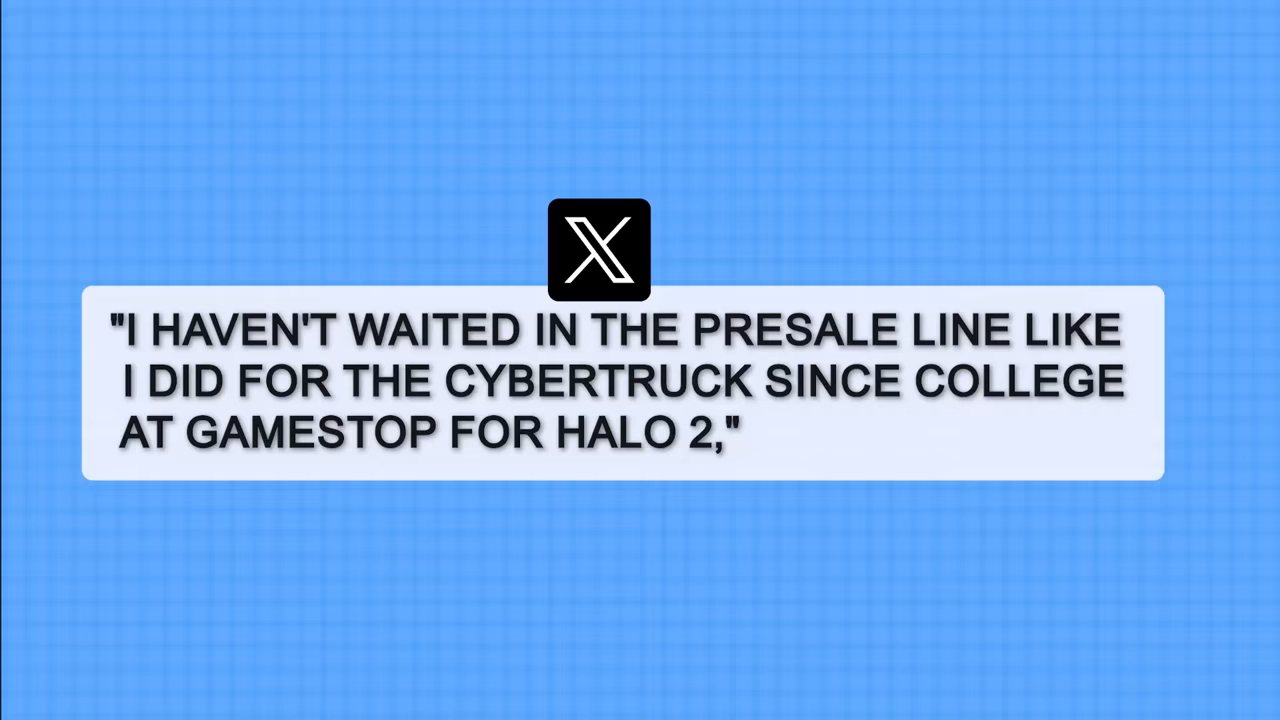 "I HAVEN'T WAITED IN THE PRESALE LINE LIKE
I DID FOR THE CYBERTRUCK SINCE COLLEGE
AT GAMESTOP FOR HALO 2,"